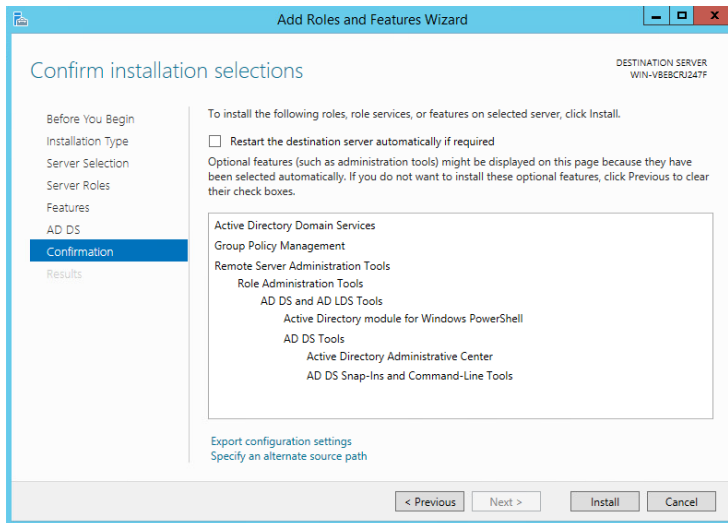 Add Roles and Features Wizard
Confirm installation selections
DESTINATION SERVER
WIN-VBEBCRJ247F
Before You Begin
Installation Type
Server Selection
Server Roles
Features
AD DS
Confirmation
Results
To install the following roles, role services, or features on selected server, click Install.
Restart the destination server automatically if required
Optional features (such as administration tools) might be displayed on this page because they have
been selected automatically. If you do not want to install these optional features, click Previous to clear
their check boxes.
Active Directory Domain Services
Group Policy Management
Remote Server Administration Tools
Role Administration Tools
AD DS and AD LDS Tools
Active Directory module for Windows PowerShell
AD DS Tools
Active Directory Administrative Center
AD DS Snap-Ins and Command-Line Tools
Export configuration settings
Specify an alternate source path
< Previous
Next >
Install
Cancel